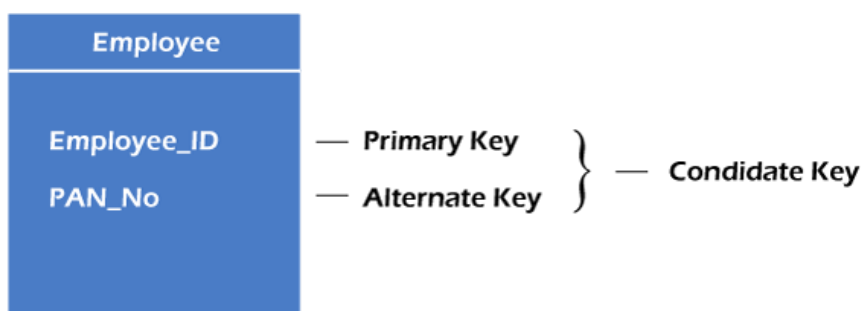 Employee
Employee_ID — Primary Key
PAN_No — Alternate Key
— Condidate Key